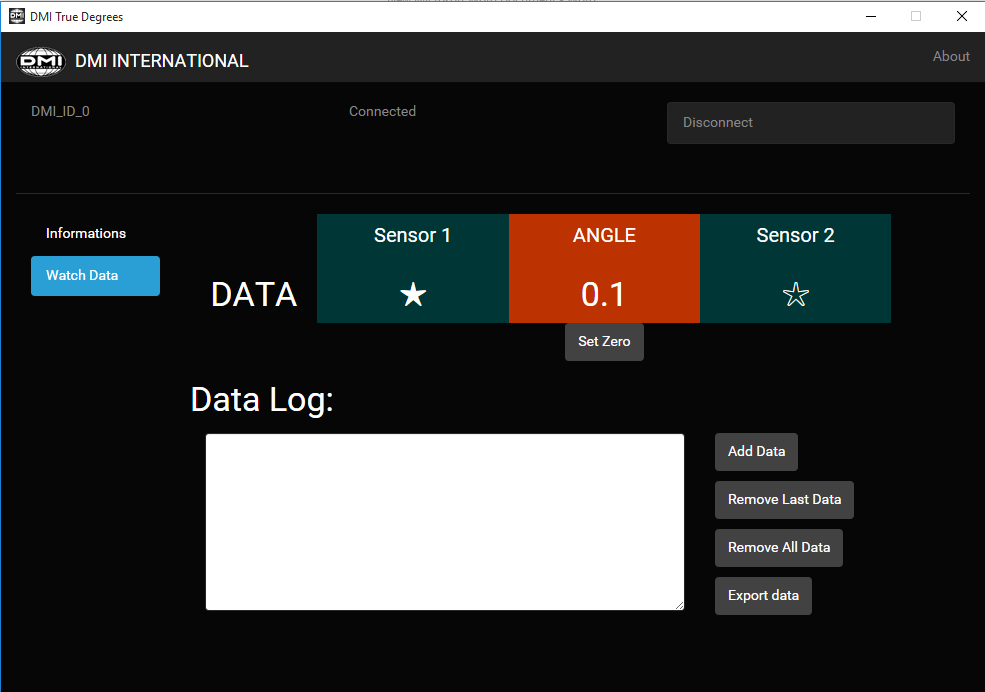 DMI True Degrees
DMI
DMI INTERNATIONAL
About
DMI_ID_0
Connected
Disconnect
Informations
Watch Data
DATA
Sensor 1
★
ANGLE
0.1
Sensor 2
☆
Set Zero
Data Log:
Add Data
Remove Last Data
Remove All Data
Export data